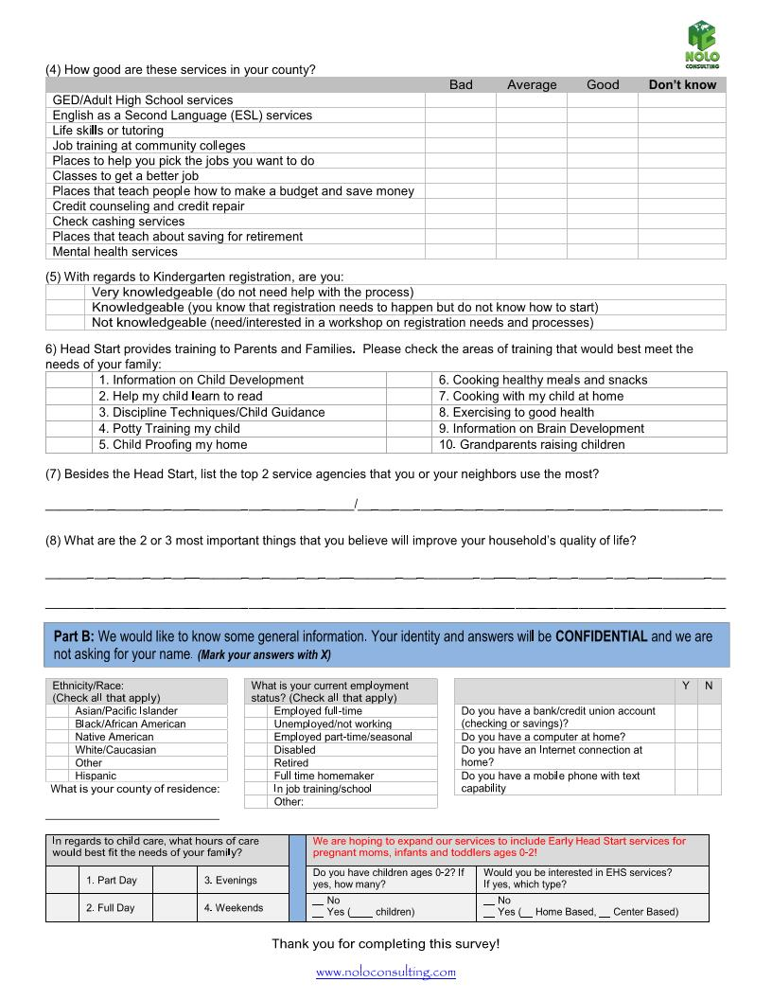 NOLO
CONSULTING
(4) How good are these services in your county?
Bad Average Good Don't know
GED/Adult High School services
English as a Second Language (ESL) services
Life skills or tutoring
Job training at community colleges
Places to help you pick the jobs you want to do
Classes to get a better job
Places that teach people how to make a budget and save money
Credit counseling and credit repair
Check cashing services
Places that teach about saving for retirement
Mental health services
(5) With regards to Kindergarten registration, are you:
Very knowledgeable (do not need help with the process)
Knowledgeable (you know that registration needs to happen but do not know how to start)
Not knowledgeable (need/interested in a workshop on registration needs and processes)
6) Head Start provides training to Parents and Families. Please check the areas of training that would best meet the
needs of your family:
1. Information on Child Development 6. Cooking healthy meals and snacks
2. Help my child learn to read 7. Cooking with my child at home
3. Discipline Techniques/Child Guidance 8. Exercising to good health
4. Potty Training my child 9. Information on Brain Development
5. Child Proofing my home 10. Grandparents raising children
(7) Besides the Head Start, list the top 2 service agencies that you or your neighbors use the most?
/
(8) What are the 2 or 3 most important things that you believe will improve your household's quality of life?
Part B: We would like to know some general information. Your identity and answers will be CONFIDENTIAL and we are
not asking for your name. (Mark your answers with X)
Ethnicity/Race:
(Check all that apply)
Asian/Pacific Islander
Black/African American
Native American
White/Caucasian
Other
Hispanic
What is your county of residence:
What is your current employment
status? (Check all that apply)
Employed full-time
Unemployed/not working
Employed part-time/seasonal
Disabled
Retired
Full time homemaker
In job training/school
Other:
Y N
Do you have a bank/credit union account
(checking or savings)?
Do you have a computer at home?
Do you have an Internet connection at
home?
Do you have a mobile phone with text
capability
In regards to child care, what hours of care
would best fit the needs of your family?
1. Part Day 3. Evenings
2. Full Day 4. Weekends
We are hoping to expand our services to include Early Head Start services for
pregnant moms, infants and toddlers ages 0-2!
Do you have children ages 0-2? If
yes, how many?
__ No
__ Yes (____ children)
Would you be interested in EHS services?
If yes, which type?
__ No
__ Yes (__ Home Based, __ Center Based)
Thank you for completing this survey!
www.noloconsulting.com